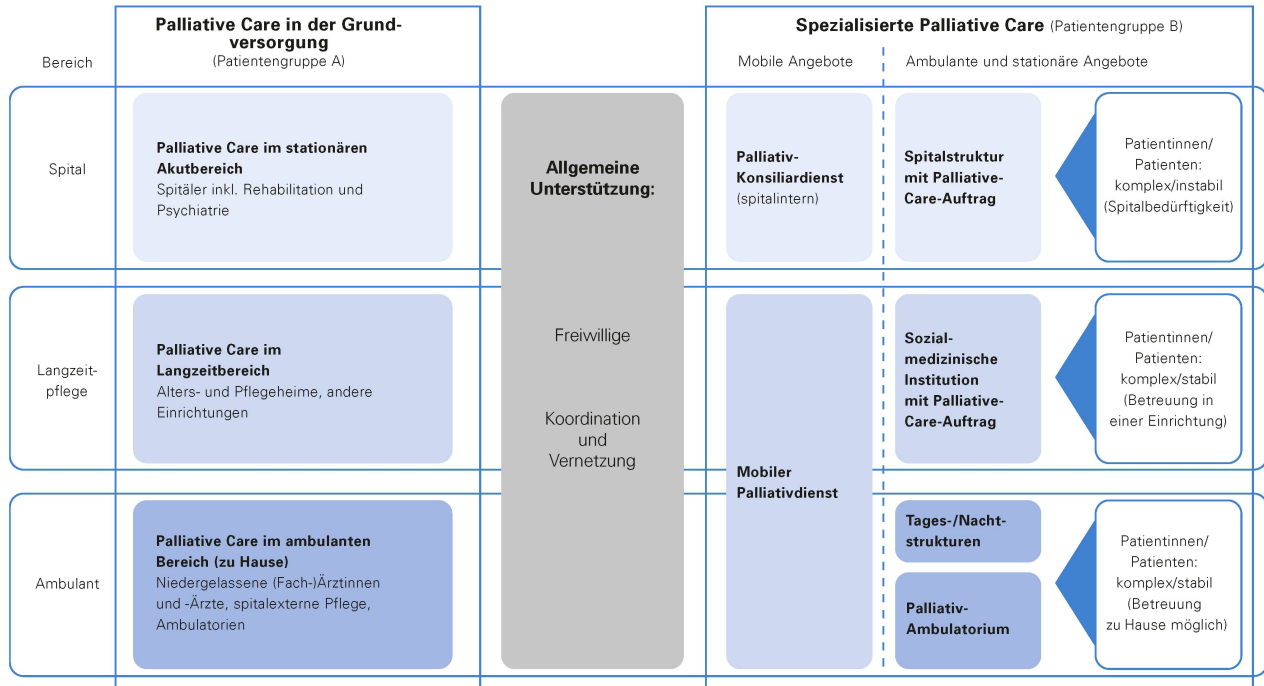 Palliative Care in der Grund-
versorgung
(Patientengruppe A)
Spezialisierte Palliative Care (Patientengruppe B)
Bereich
Mobile Angebote
Ambulante und stationäre Angebote
Spital
Palliative Care im stationären
Akutbereich
Spitäler inkl. Rehabilitation und
Psychiatrie
Allgemeine
Unterstützung:
Freiwillige
Koordination
und
Vernetzung
Palliativ-
Konsiliardienst
(spitalintern)
Spitalstruktur
mit Palliative-
Care-Auftrag
Patientinnen/
Patienten:
komplex/instabil
(Spitalbedürftigkeit)
Langzeit-
pflege
Palliative Care im
Langzeitbereich
Alters- und Pflegeheime, andere
Einrichtungen
Mobiler
Palliativdienst
Sozial-
medizinische
Institution
mit Palliative-
Care-Auftrag
Patientinnen/
Patienten:
komplex/stabil
(Betreuung in
einer Einrichtung)
Ambulant
Palliative Care im ambulanten
Bereich (zu Hause)
Niedergelassene (Fach-)Ärztinnen
und -Ärzte, spitalexterne Pflege,
Ambulatorien
Tages-/Nacht-
strukturen
Palliativ-
Ambulatorium
Patientinnen/
Patienten:
komplex/stabil
(Betreuung
zu Hause möglich)